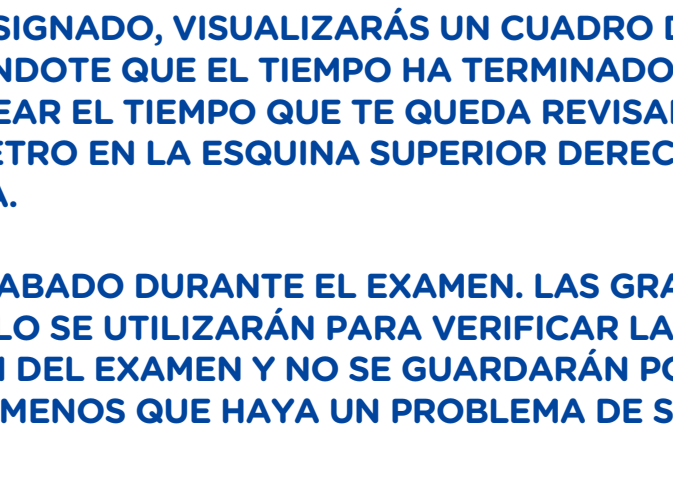 SIGNADO, VISUALIZARÁS UN CUADRO
NDOTE QUE EL TIEMPO HA TERMINADO
EAR EL TIEMPO QUE TE QUEDA REVISA
ETRO EN LA ESQUINA SUPERIOR DEREC
A.
ABADO DURANTE EL EXAMEN. LAS GRA
LO SE UTILIZARÁN PARA VERIFICAR LA
DEL EXAMEN Y NO SE GUARDARÁN PO
MENOS QUE HAYA UN PROBLEMA DE S